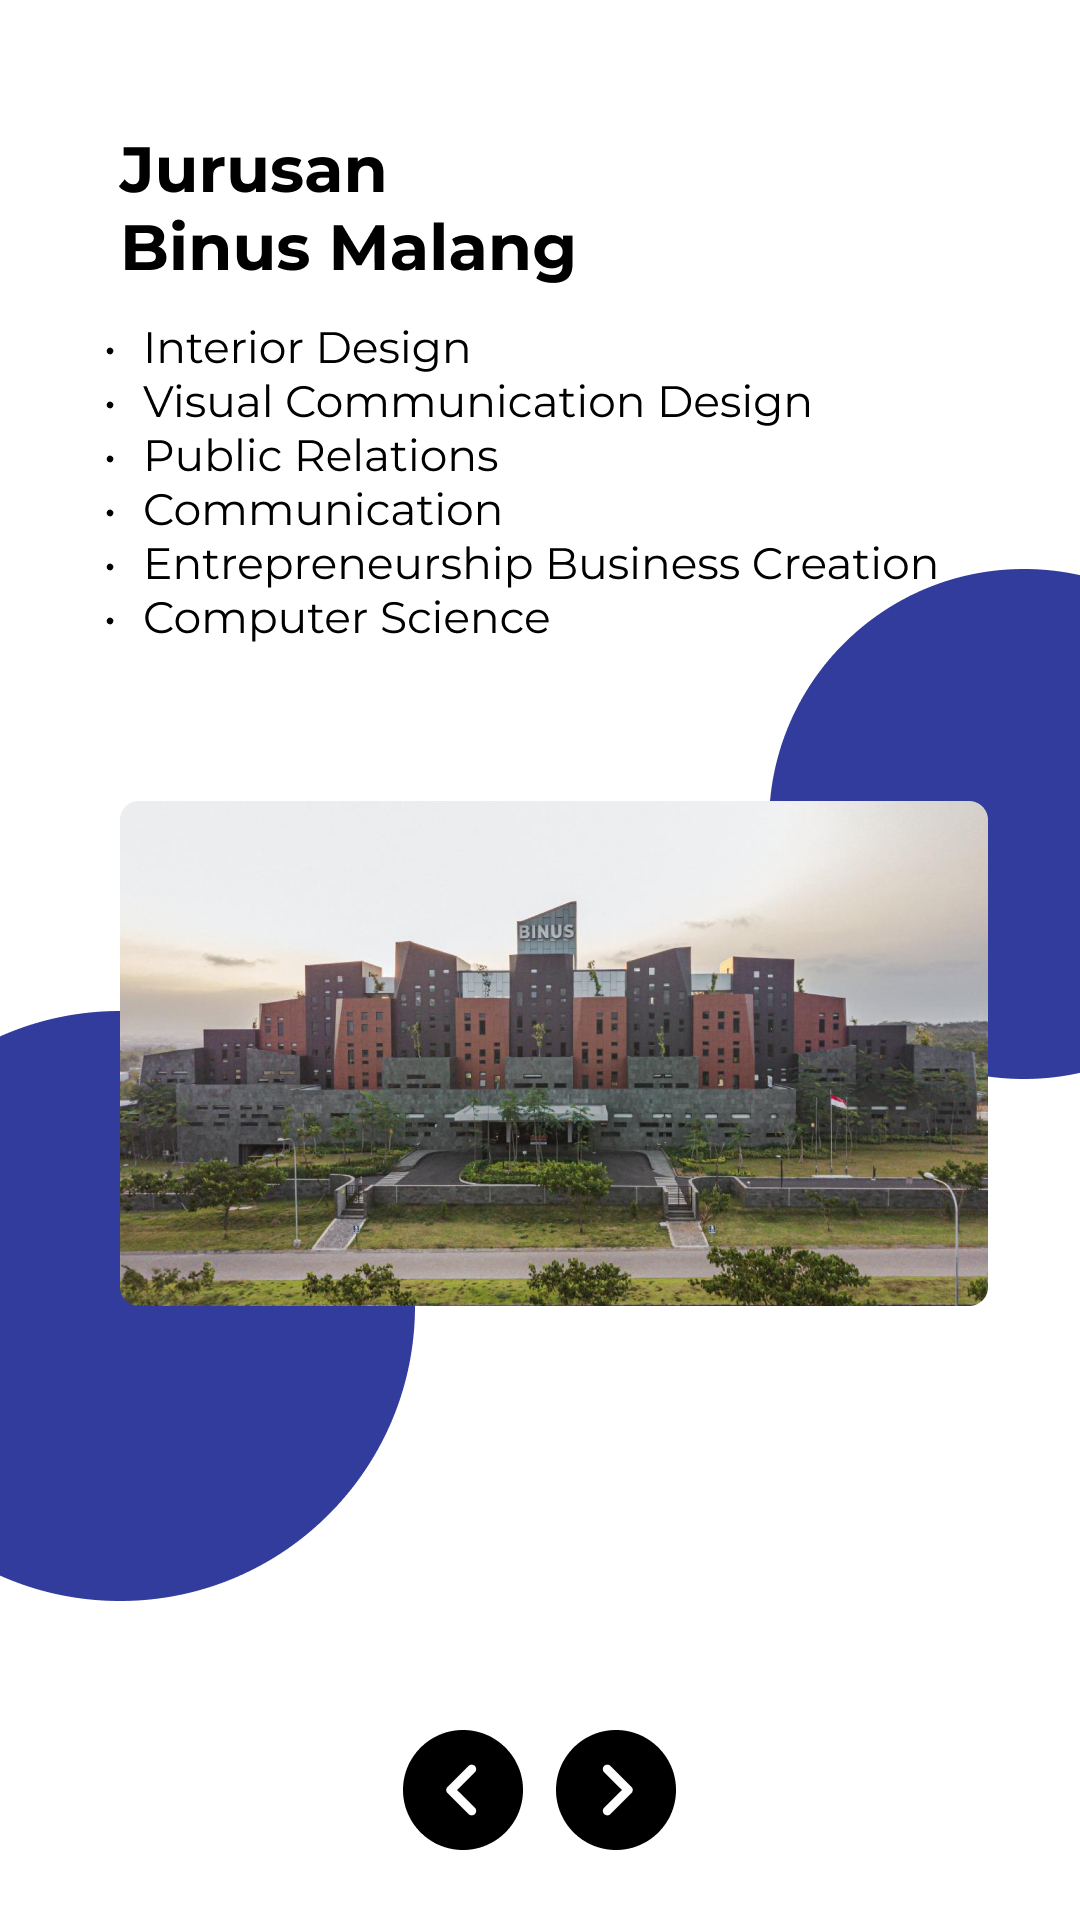 Jurusan
Binus Malang
• Interior Design
• Visual Communication Design
• Public Relations
• Communication
• Entrepreneurship Business Creation
• Computer Science
BINUS